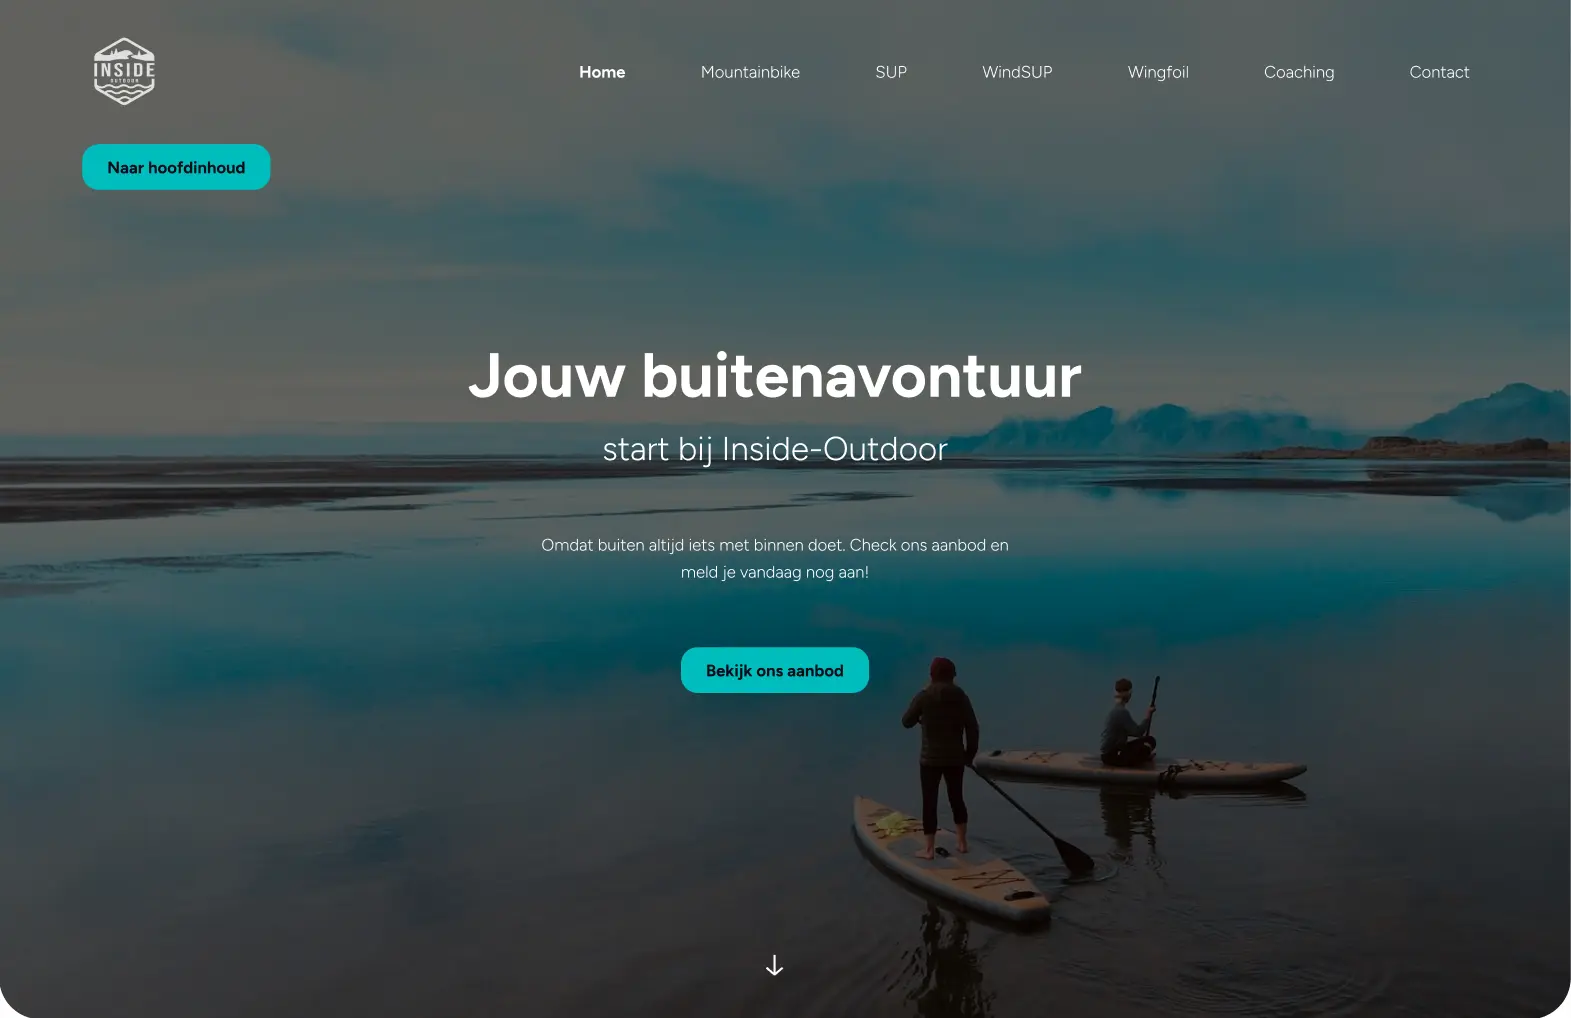 INSIDE
OUTDOOR
Home Mountainbike SUP WindSUP Wingfoil Coaching Contact
Naar hoofdinhoud
Jouw buitenavontuur
start bij Inside-Outdoor
Omdat buiten altijd iets met binnen doet. Check ons aanbod en
meld je vandaag nog aan!
Bekijk ons aanbod